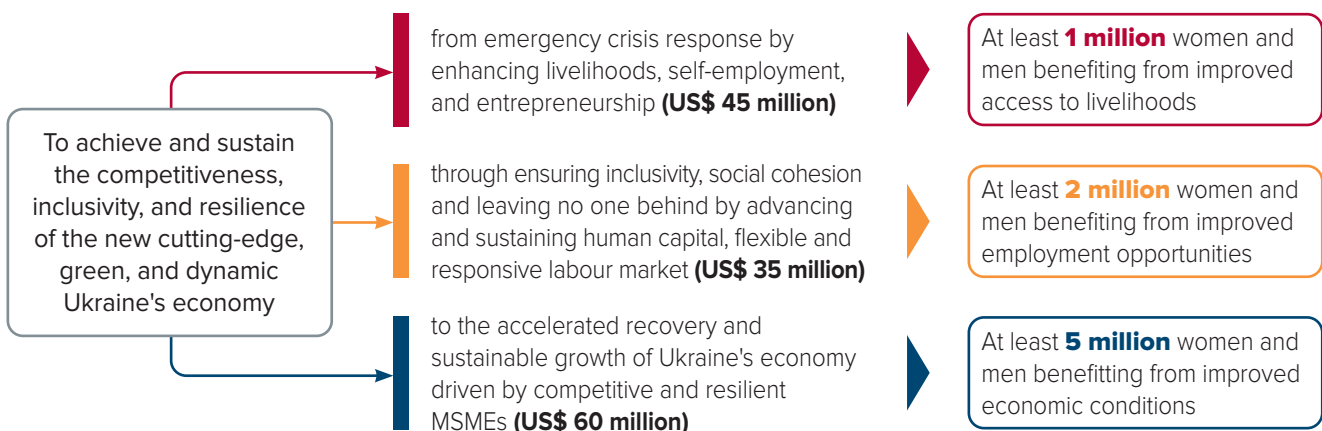 To achieve and sustain
the competitiveness,
inclusivity, and resilience
of the new cutting-edge,
green, and dynamic
Ukraine's economy
from emergency crisis response by
enhancing livelihoods, self-employment,
and entrepreneurship (US$ 45 million)
At least 1 million women and
men benefiting from improved
access to livelihoods
through ensuring inclusivity, social cohesion
and leaving no one behind by advancing
and sustaining human capital, flexible and
responsive labour market (US$ 35 million)
At least 2 million women and
men benefiting from improved
employment opportunities
to the accelerated recovery and
sustainable growth of Ukraine's economy
driven by competitive and resilient
MSMEs (US$ 60 million)
At least 5 million women and
men benefitting from improved
economic conditions